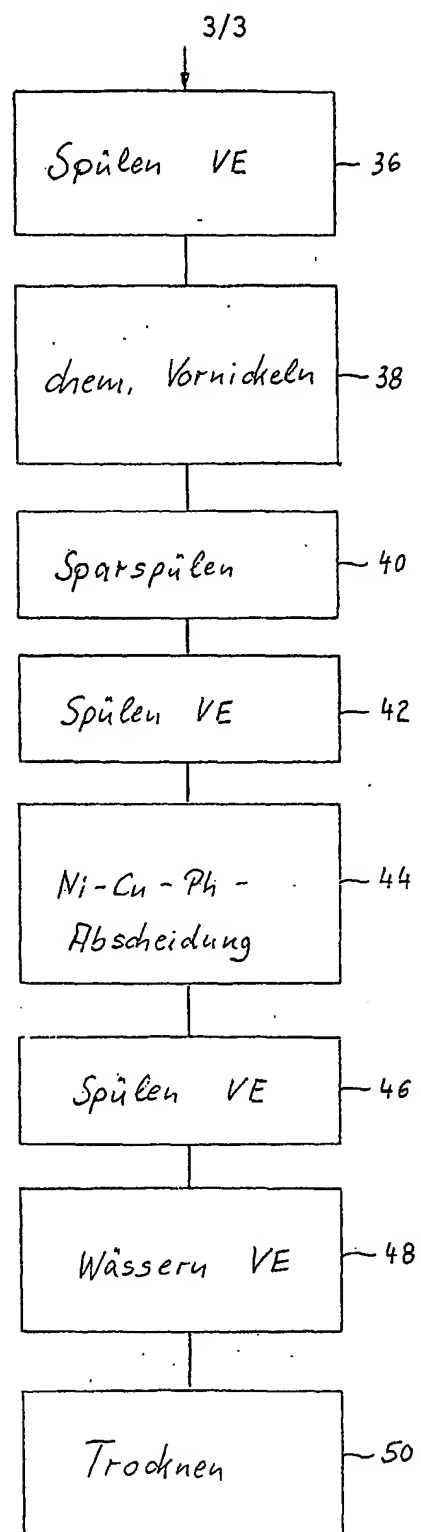 3/3
Spülen VE
36
chem. Vornickeln
38
Sparspülen
40
Spülen VE
42
Ni-Cu-Ph-
Abscheidung
44
Spülen VE
46
Wässern VE
48
Trocknen
50